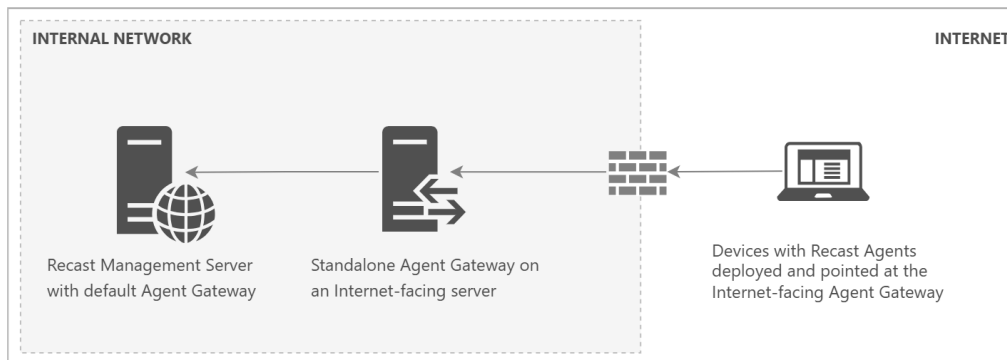 INTERNAL NETWORK
INTERNET
Recast Management Server
with default Agent Gateway
Standalone Agent Gateway on
an Internet-facing server
Devices with Recast Agents
deployed and pointed at the
Internet-facing Agent Gateway